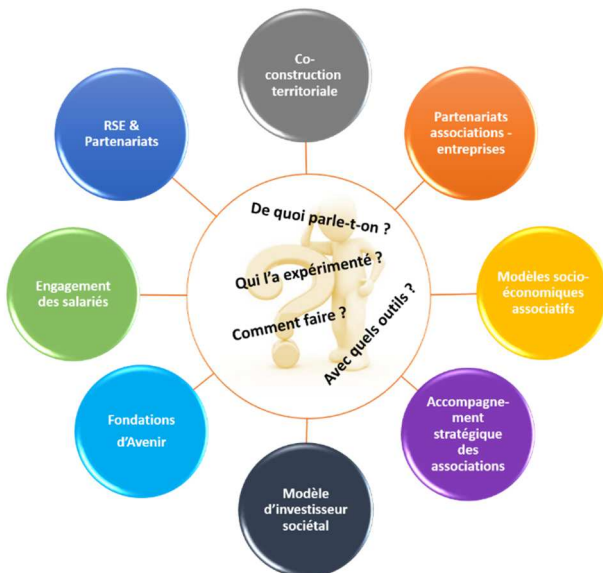 Co-
construction
territoriale
RSE &
Partenariats
Partenariats
associations -
entreprises
De quoi parle-t-on ?
Qui l'a expérimenté ?
Comment faire ?
Avec quels outils ?
Engagement
des salariés
Modèles socio-
économiques
associatifs
Fondations
d'Avenir
Accompagne-
ment
stratégique
des
associations
Modèle
d'investisseur
sociétal